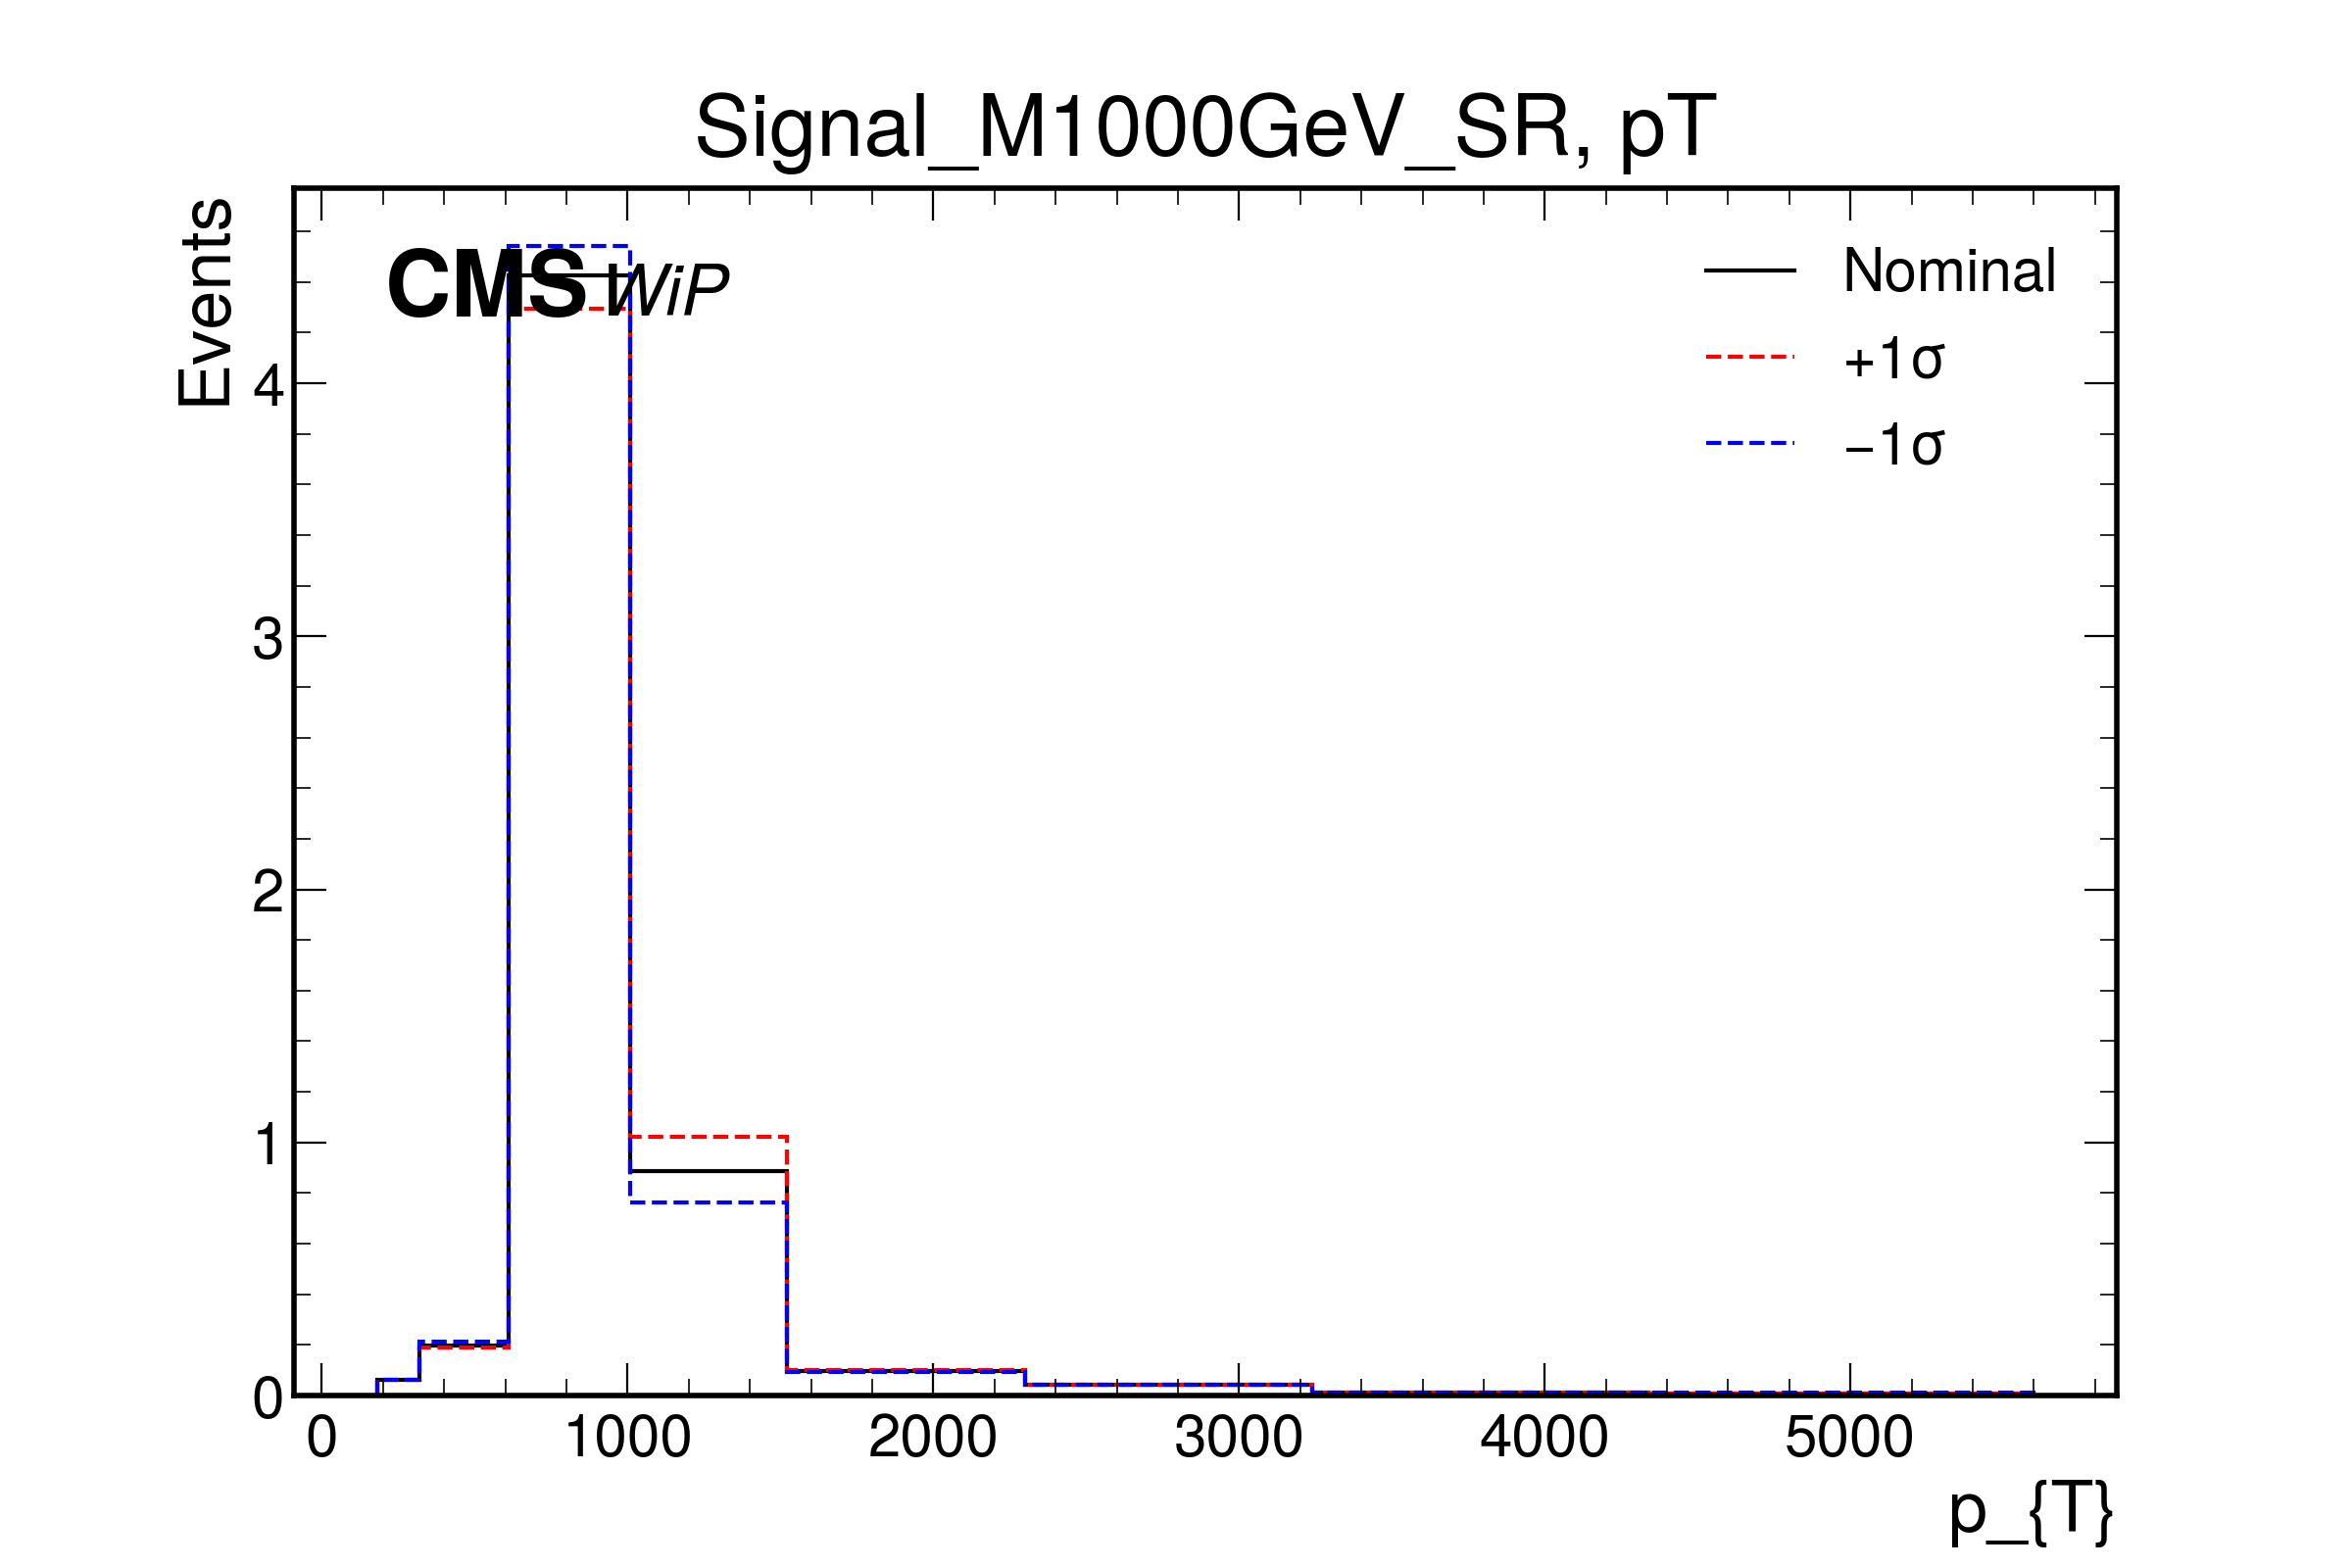 Signal_M1000GeV_SR, pT
Events
CMS WiP
Nominal
+1σ
−1σ
4
3
2
1
0
0 1000 2000 3000 4000 5000
p_{T}